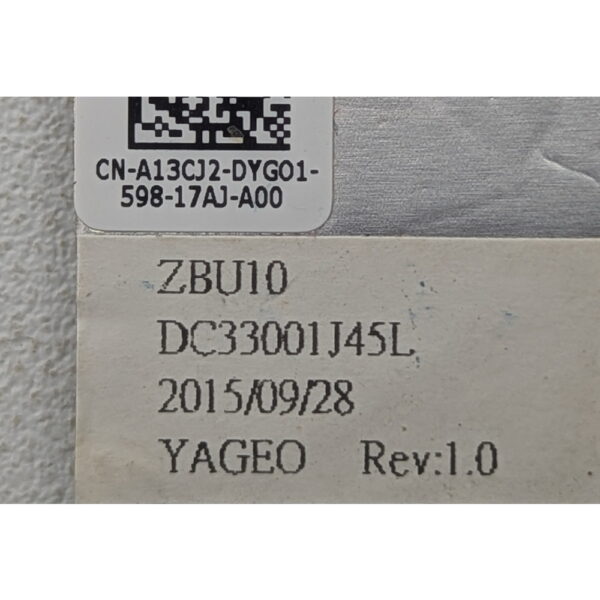 CN-A13CJ2-DYG01-
598-17AJ-A00
ZBU10
DC33001J45L
2015/09/28
YAGEO Rev:1.0